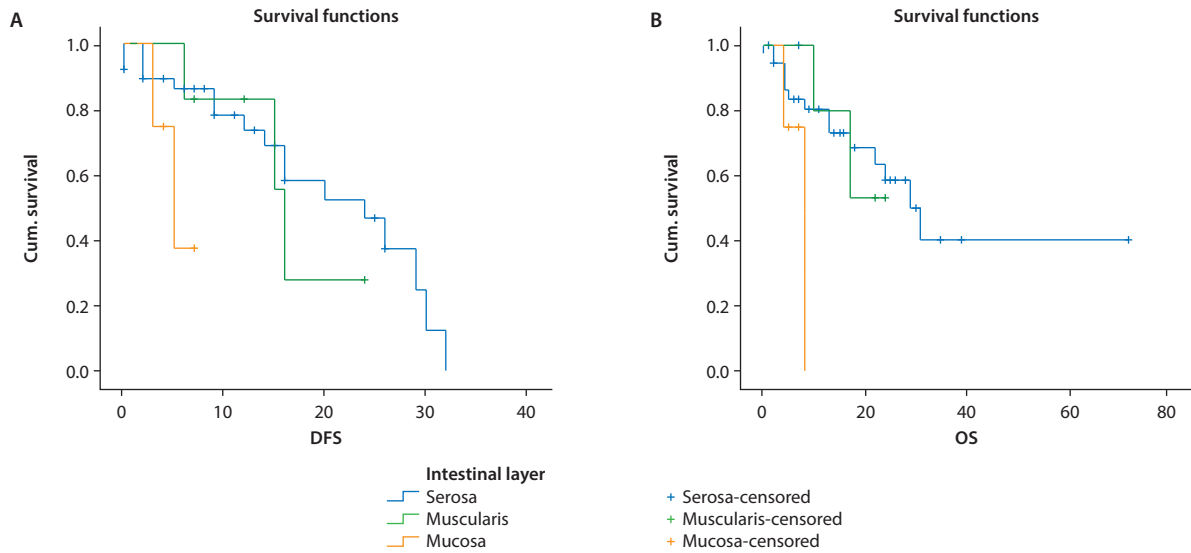 A
Survival functions
Cum. survival
1.0
0.8
0.6
0.4
0.2
0.0
0 10 20 30 40
DFS
B
Survival functions
Cum. survival
1.0
0.8
0.6
0.4
0.2
0.0
0 20 40 60 80
OS
Intestinal layer
Serosa
Muscularis
Mucosa
Serosa-censored
Muscularis-censored
Mucosa-censored